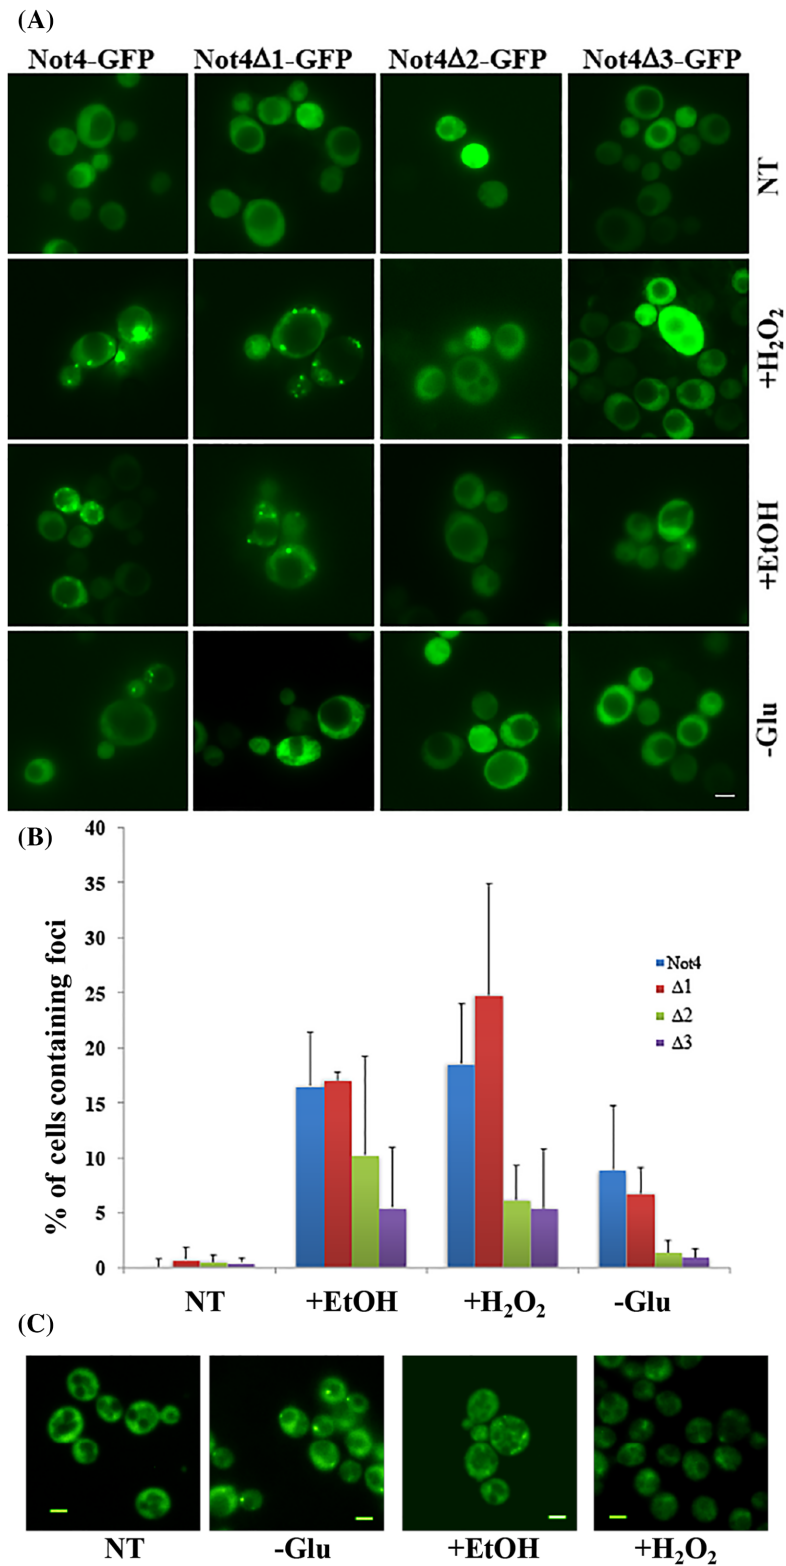 (A)
Not4-GFP Not4Δ1-GFP Not4Δ2-GFP Not4Δ3-GFP
NT
+H₂O₂
+EtOH
-Glu
(B)
% of cells containing foci
40
35
30
25
20
15
10
5
0
Not4
Δ1
Δ2
Δ3
NT +EtOH +H₂O₂ -Glu
(C)
NT -Glu +EtOH +H₂O₂